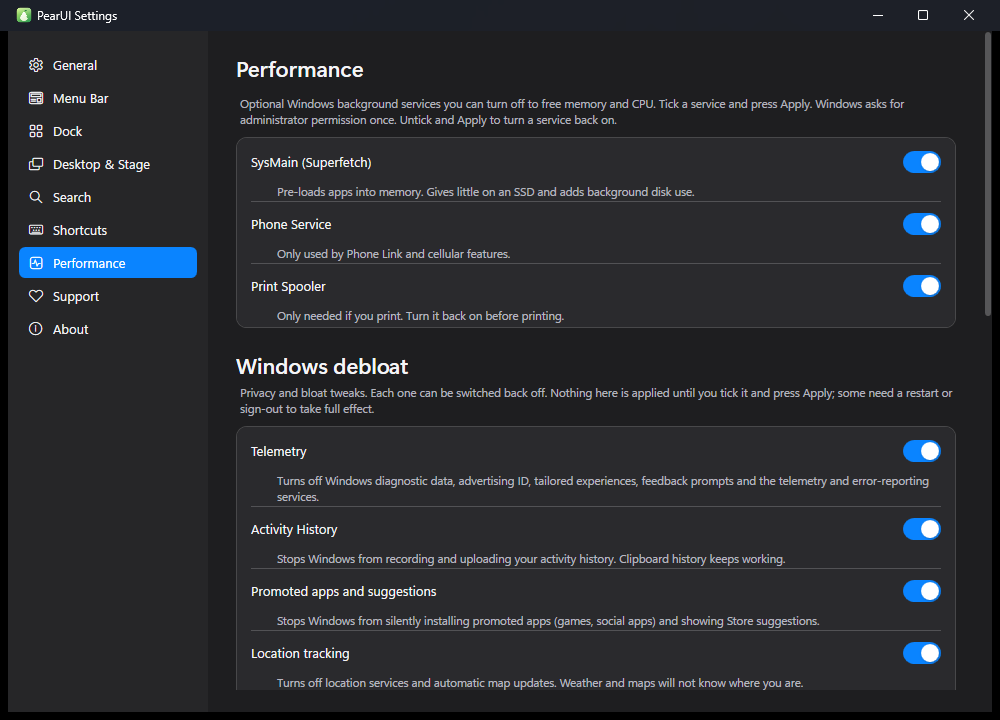 PearUI Settings
General
Menu Bar
Dock
Desktop & Stage
Search
Shortcuts
Performance
Support
About
Performance
Optional Windows background services you can turn off to free memory and CPU. Tick a service and press Apply. Windows asks for
administrator permission once. Untick and Apply to turn a service back on.
SysMain (Superfetch)
Pre-loads apps into memory. Gives little on an SSD and adds background disk use.
Phone Service
Only used by Phone Link and cellular features.
Print Spooler
Only needed if you print. Turn it back on before printing.
Windows debloat
Privacy and bloat tweaks. Each one can be switched back off. Nothing here is applied until you tick it and press Apply; some need a restart or
sign-out to take full effect.
Telemetry
Turns off Windows diagnostic data, advertising ID, tailored experiences, feedback prompts and the telemetry and error-reporting
services.
Activity History
Stops Windows from recording and uploading your activity history. Clipboard history keeps working.
Promoted apps and suggestions
Stops Windows from silently installing promoted apps (games, social apps) and showing Store suggestions.
Location tracking
Turns off location services and automatic map updates. Weather and maps will not know where you are.